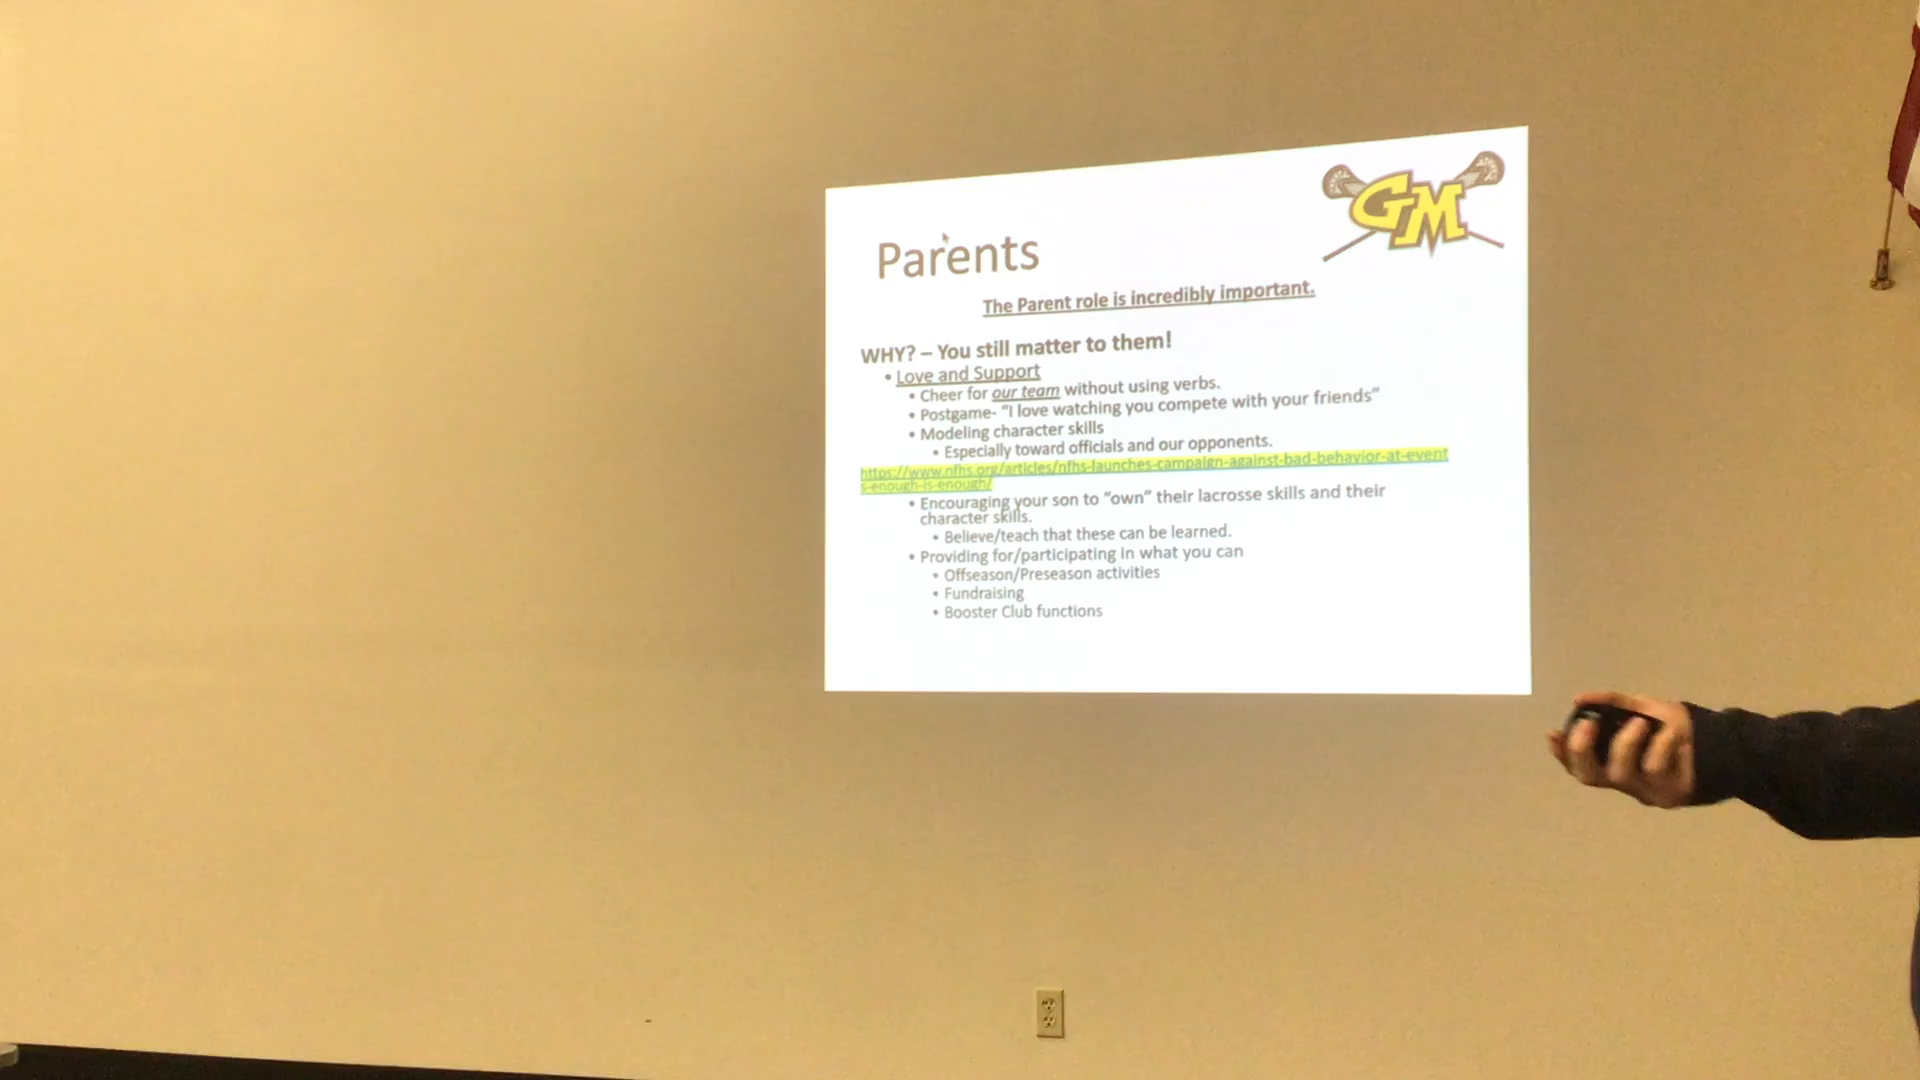 GM
Parents
The Parent role is incredibly important.
WHY? – You still matter to them!
• Love and Support
• Cheer for our team without using verbs.
• Postgame- “I love watching you compete with your friends”
• Modeling character skills
• Especially toward officials and our opponents.
https://www.nfhs.org/articles/nfhs-launches-campaign-against-bad-behavior-at-event
s-enough-is-enough/
• Encouraging your son to “own” their lacrosse skills and their
character skills.
• Believe/teach that these can be learned.
• Providing for/participating in what you can
• Offseason/Preseason activities
• Fundraising
• Booster Club functions